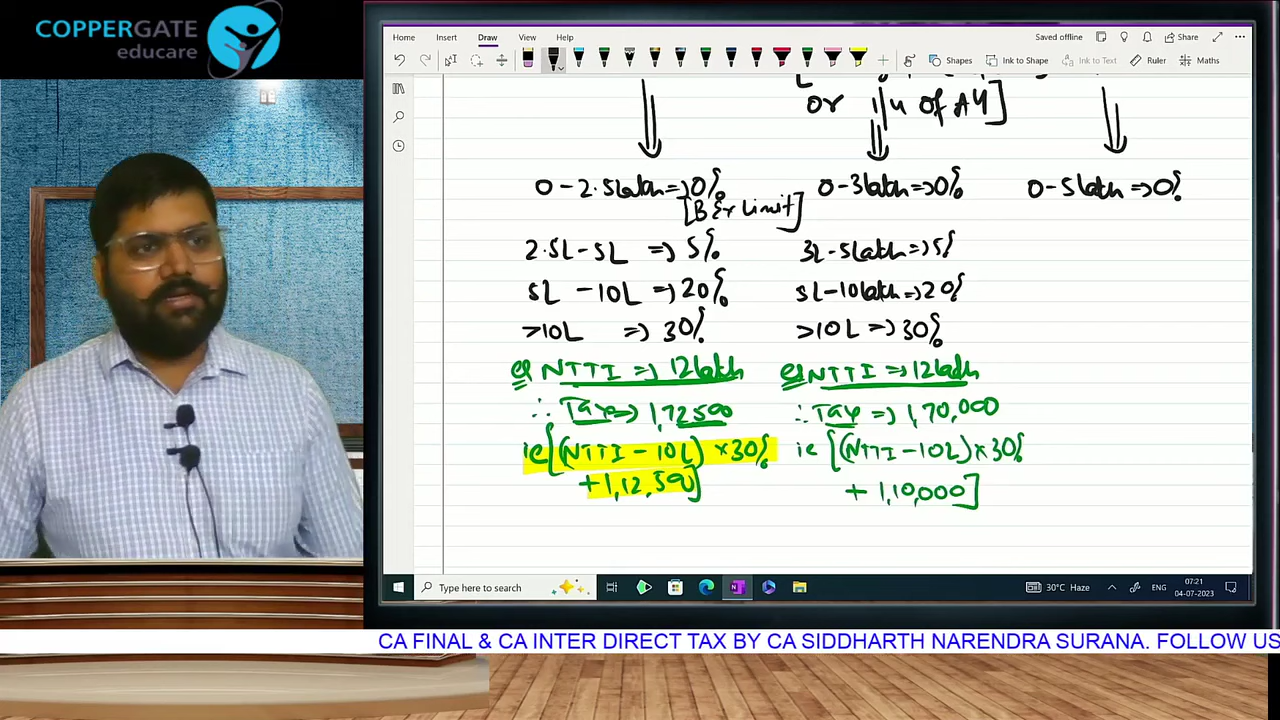 COPPERGATE
educare
Home Insert Draw View Help
Saved offline
Share
Shapes
Ink to Shape
Ink to Text
Ruler
Maths
or of AY]
0 - 2.5lakh => 0%
[B Ex Limit]
2.5L - 5L => 5%
5L - 10L => 20%
>10L => 30%
eg NTTI => 12lakh
∴ Tax => 1,72,500
ie [(NTTI - 10L) × 30%
+ 1,12,500]
0 - 3lakh => 0%
3L - 5lakh => 5%
5L - 10lakh => 20%
>10L => 30%
eg NTTI => 12lakh
∴ Tax => 1,70,000
ie [(NTTI - 10L) × 30%
+ 1,10,000]
0 - 5lakh => 0%
Type here to search
30°C Haze
ENG
07:21
04-07-2023
CA FINAL & CA INTER DIRECT TAX BY CA SIDDHARTH NARENDRA SURANA. FOLLOW US